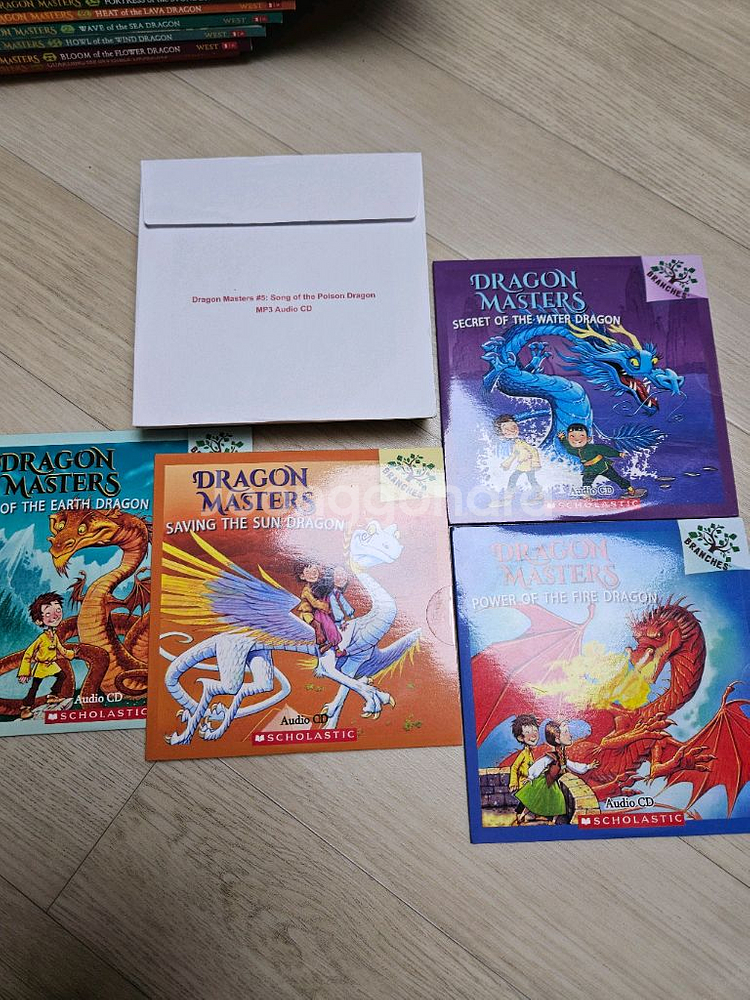 FORTRESS OF THE
HEAT of the LAVA DRAGON WEST
MASTERS WAVE of the SEA DRAGON WEST
MASTERS HOWL of the WIND DRAGON WEST
MASTERS BLOOM of the FLOWER DRAGON WEST
Dragon Masters #5: Song of the Poison Dragon
MP3 Audio CD
DRAGON
MASTERS
SECRET OF THE WATER DRAGON
BRANCHES
Audio CD
SCHOLASTIC
DRAGON
MASTERS
OF THE EARTH DRAGON
Audio CD
SCHOLASTIC
DRAGON
MASTERS
SAVING THE SUN DRAGON
BRANCHES
Audio CD
SCHOLASTIC
DRAGON
MASTERS
POWER OF THE FIRE DRAGON
BRANCHES
Audio CD
SCHOLASTIC